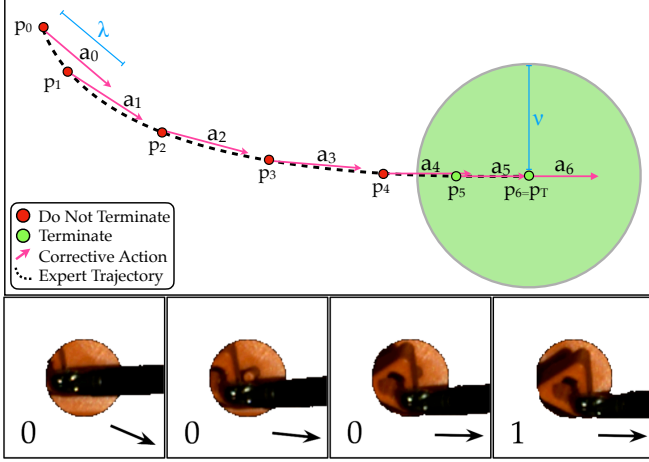 p0
λ
a0
p1
a1
p2
a2
p3
a3
p4
a4
p5
a5
p6=pT
a6
ν
Do Not Terminate
Terminate
Corrective Action
Expert Trajectory
0
0
0
1